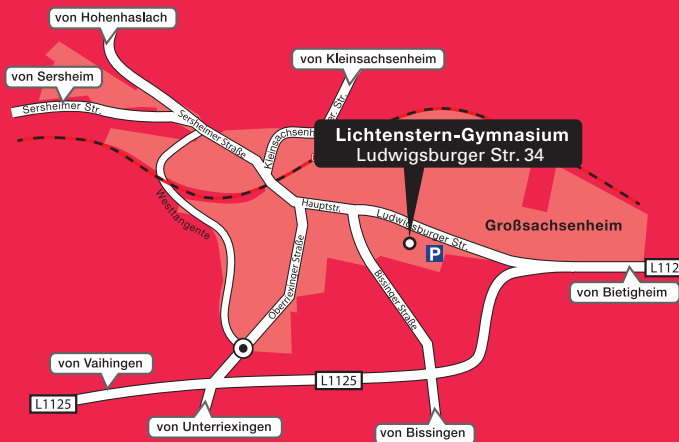 von Hohenhaslach
von Kleinsachsenheim
von Sersheim
Sersheimer Str.
Sersheimer Straße
Kleinsachsenh
r Str.
Lichtenstern-Gymnasium
Ludwigsburger Str. 34
Westtangente
Hauptstr.
Ludwigsburger Str.
Großsachsenheim
P
Oberriexinger Straße
Bissinger Straße
L112
von Bietigheim
von Vaihingen
L1125
L1125
von Unterriexingen
von Bissingen